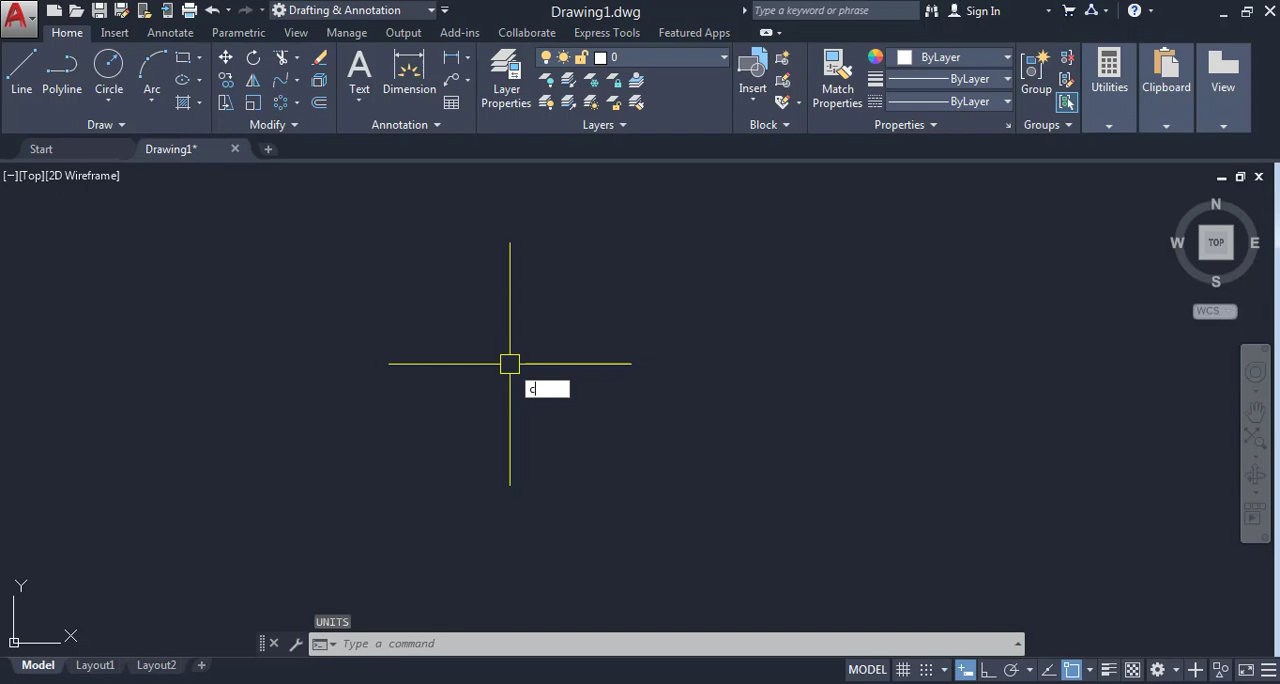 A
Drafting & Annotation
Drawing1.dwg
Type a keyword or phrase
Sign In
?
Home Insert Annotate Parametric View Manage Output Add-ins Collaborate Express Tools Featured Apps
Line
Polyline
Circle
Arc
Draw
Modify
Text
Dimension
Annotation
Layer
Properties
0
Layers
Insert
Block
Match
Properties
ByLayer
ByLayer
ByLayer
Properties
Group
Groups
Utilities
Clipboard
View
Start
Drawing1*
[−][Top][2D Wireframe]
N
W
TOP
E
S
WCS
c
Y
X
UNITS
Type a command
Model Layout1 Layout2
MODEL